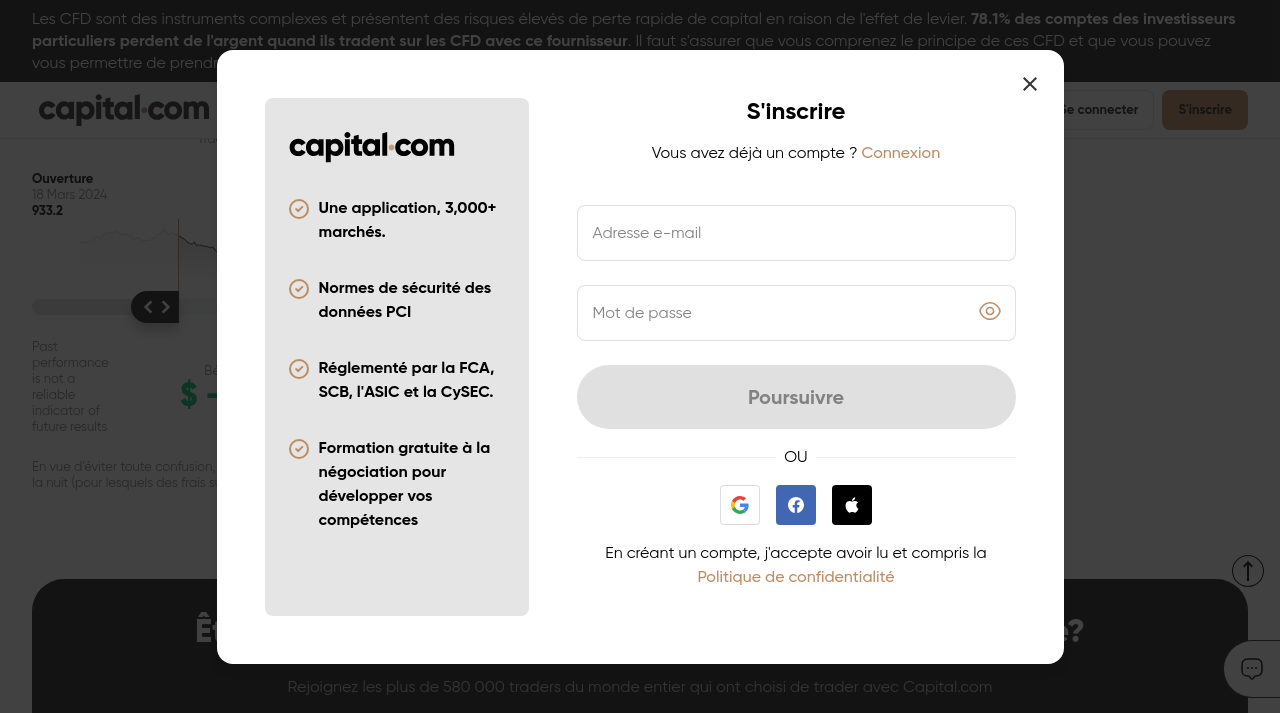 Les CFD sont des instruments complexes et présentent des risques élevés de perte rapide de capital en raison de l'effet de levier. 78.1% des comptes des investisseurs
particuliers perdent de l'argent quand ils tradent sur les CFD avec ce fournisseur. Il faut s'assurer que vous comprenez le principe de ces CFD et que vous pouvez
vous permettre de prendre
capital.com
Se connecter
S'inscrire
Ouverture
18 Mars 2024
933.2
Past
performance
is not a
reliable
indicator of
future results
$
En vue d'éviter toute confusion,
la nuit (pour lesquels des frais
capital.com
Une application, 3,000+
marchés.
Normes de sécurité des
données PCI
Réglementé par la FCA,
SCB, l'ASIC et la CySEC.
Formation gratuite à la
négociation pour
développer vos
compétences
S'inscrire
Vous avez déjà un compte ? Connexion
Adresse e-mail
Mot de passe
Poursuivre
OU
En créant un compte, j'accepte avoir lu et compris la
Politique de confidentialité
Rejoignez les plus de 580 000 traders du monde entier qui ont choisi de trader avec Capital.com